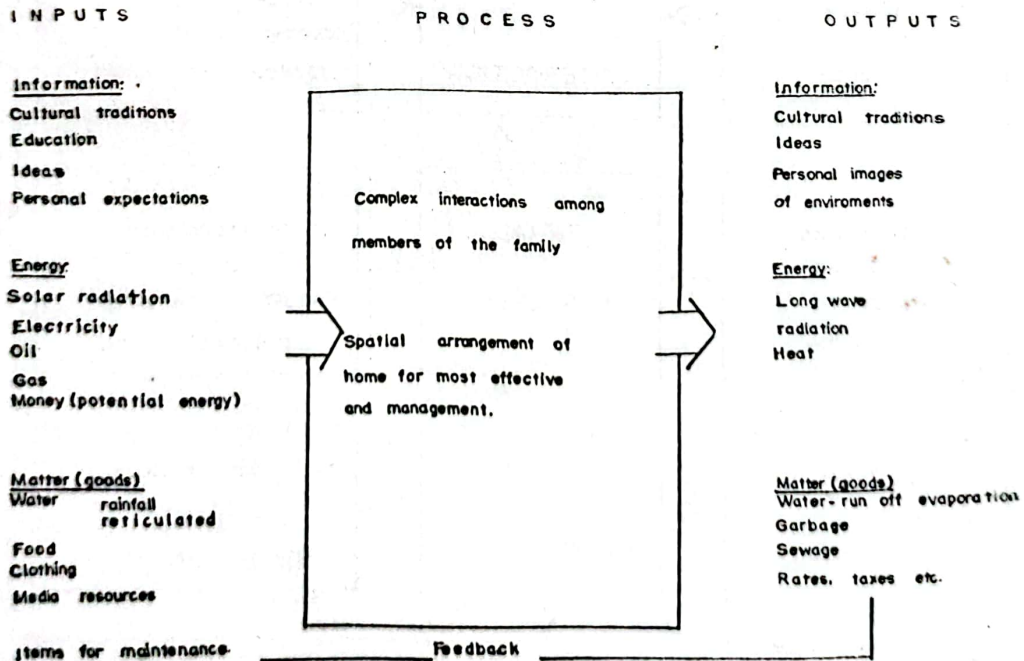 INPUTS
PROCESS
OUTPUTS
Information:
Cultural traditions
Education
Ideas
Personal expectations
Energy:
Solar radiation
Electricity
Oil
Gas
Money (potential energy)
Matter (goods)
Water rainfall
reticulated
Food
Clothing
Media resources
Items for maintenance
Complex interactions among
members of the family
Spatial arrangement of
home for most effective
and management.
Feedback
Information:
Cultural traditions
Ideas
Personal images
of enviroments
Energy:
Long wave
radiation
Heat
Matter (goods)
Water-run off evaporation
Garbage
Sewage
Rates, taxes etc.